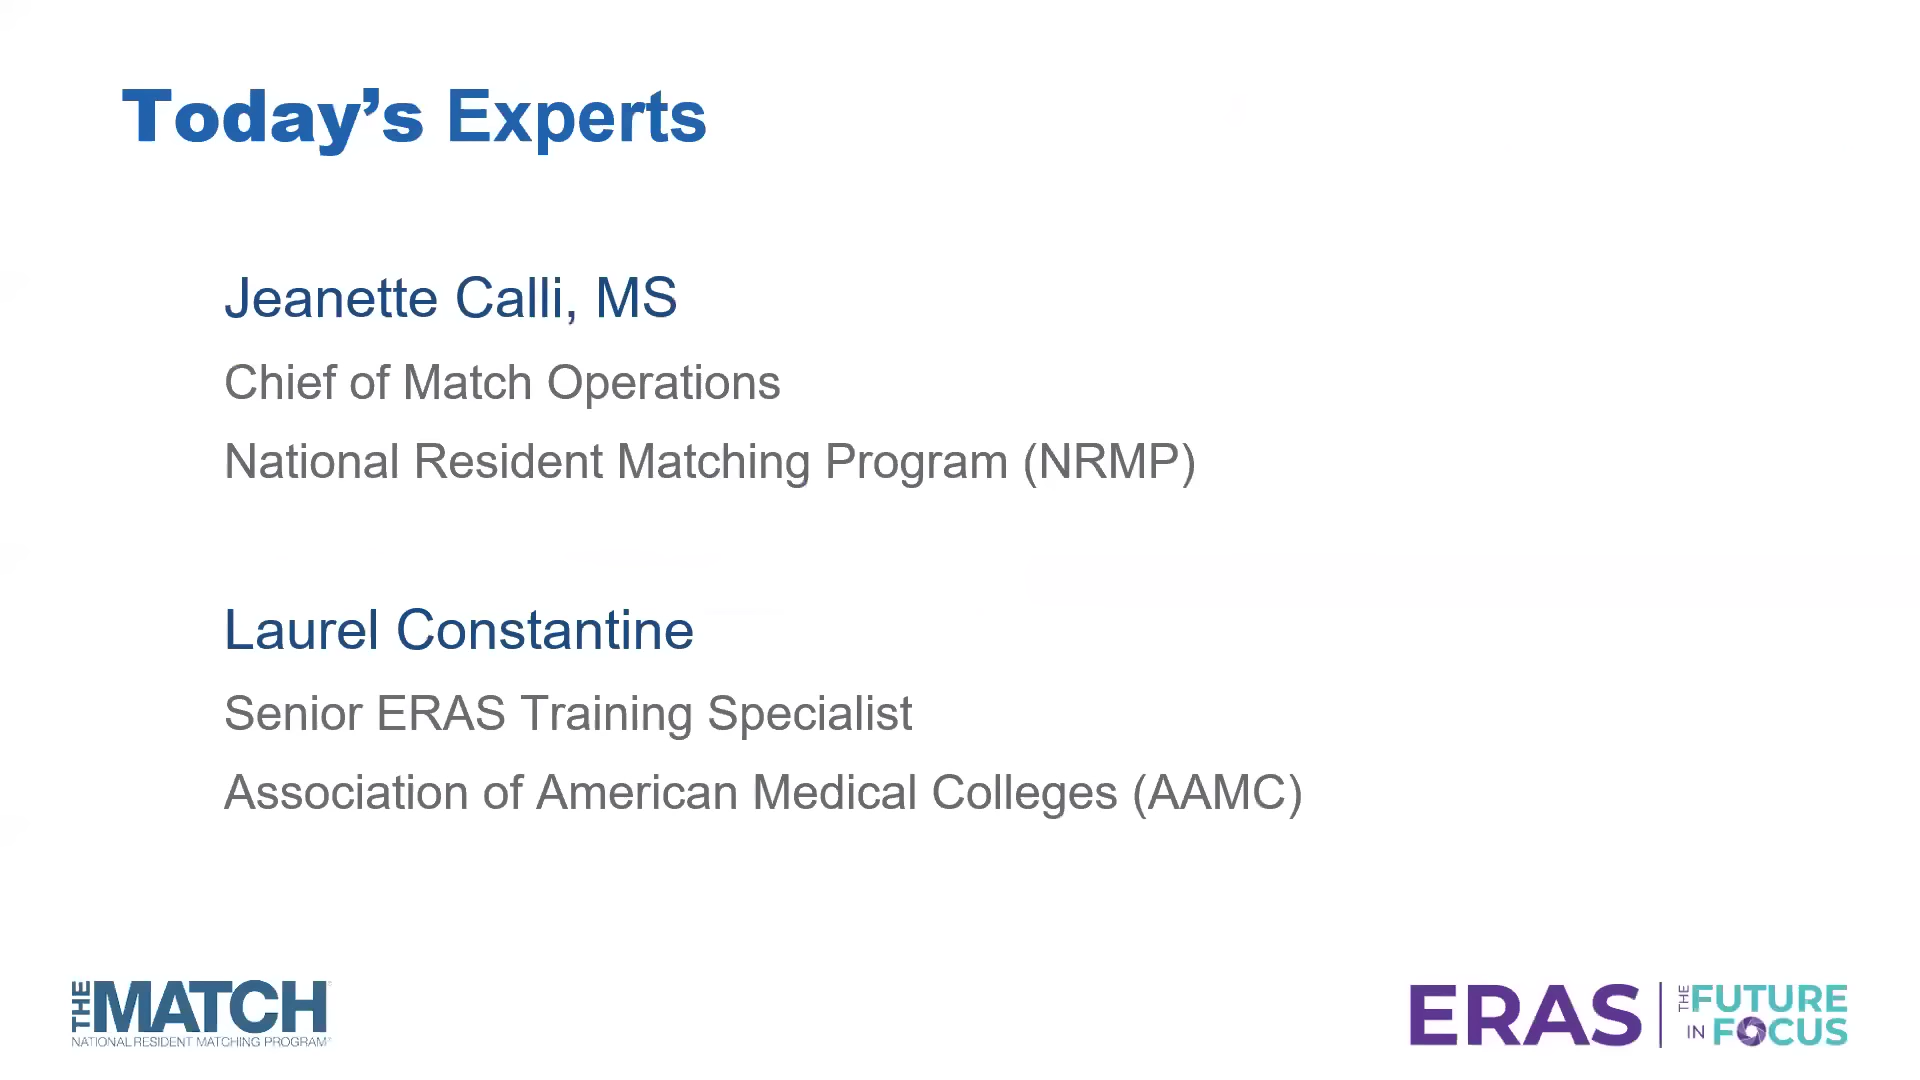 Today’s Experts
Jeanette Calli, MS
Chief of Match Operations
National Resident Matching Program (NRMP)
Laurel Constantine
Senior ERAS Training Specialist
Association of American Medical Colleges (AAMC)
THE MATCH
NATIONAL RESIDENT MATCHING PROGRAM®
ERAS
THE FUTURE
IN FOCUS